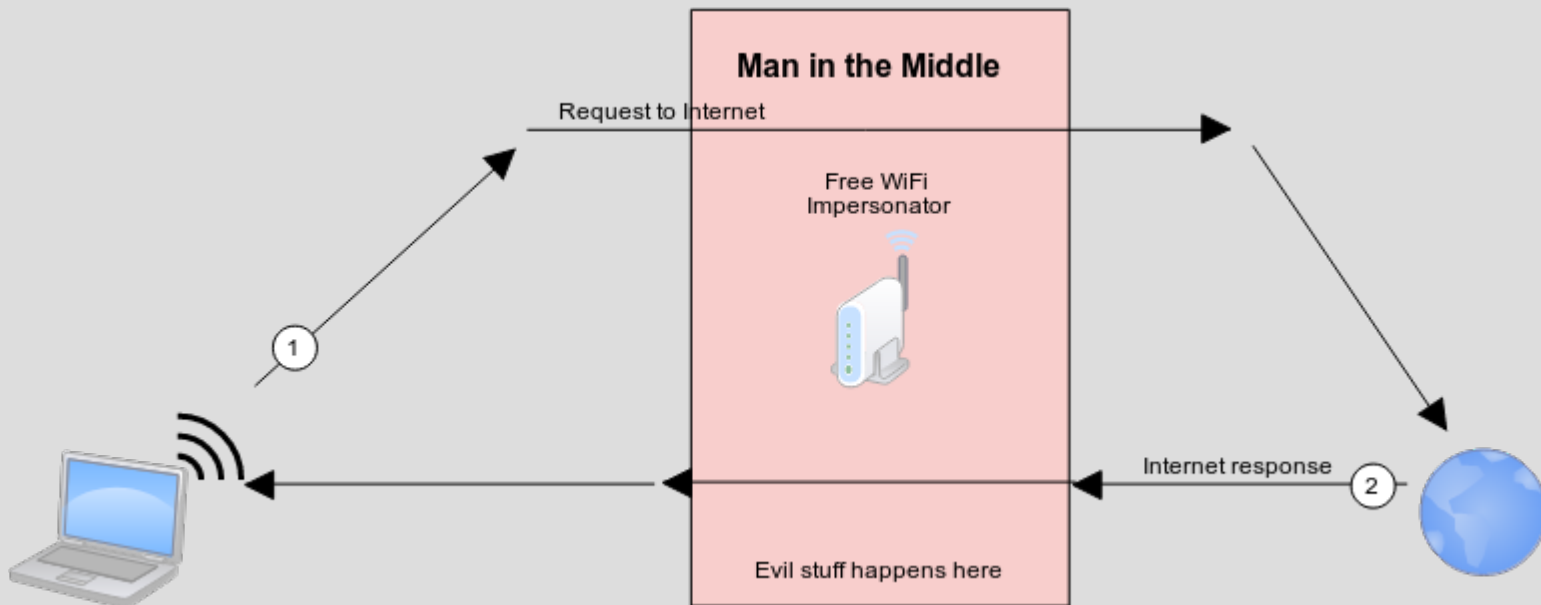 Man in the Middle
Request to Internet
Free WiFi
Impersonator
1
Internet response
2
Evil stuff happens here